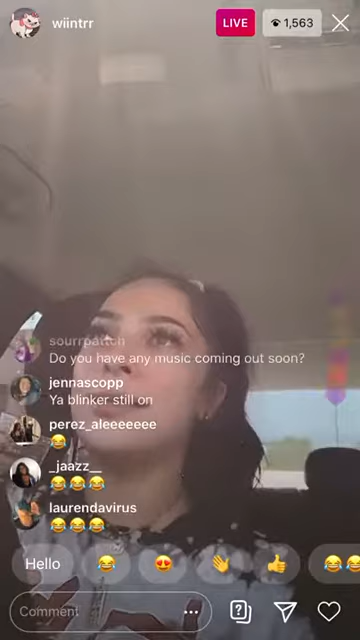 wiintrr
LIVE
1,563
sourrpattch
Do you have any music coming out soon?
jennascopp
Ya blinker still on
perez_aleeeeeee
😂
_jaazz__
😂😂😂
laurendavirus
😂😂😂
Hello 😂 😍 👋 👍 😂😂
Comment